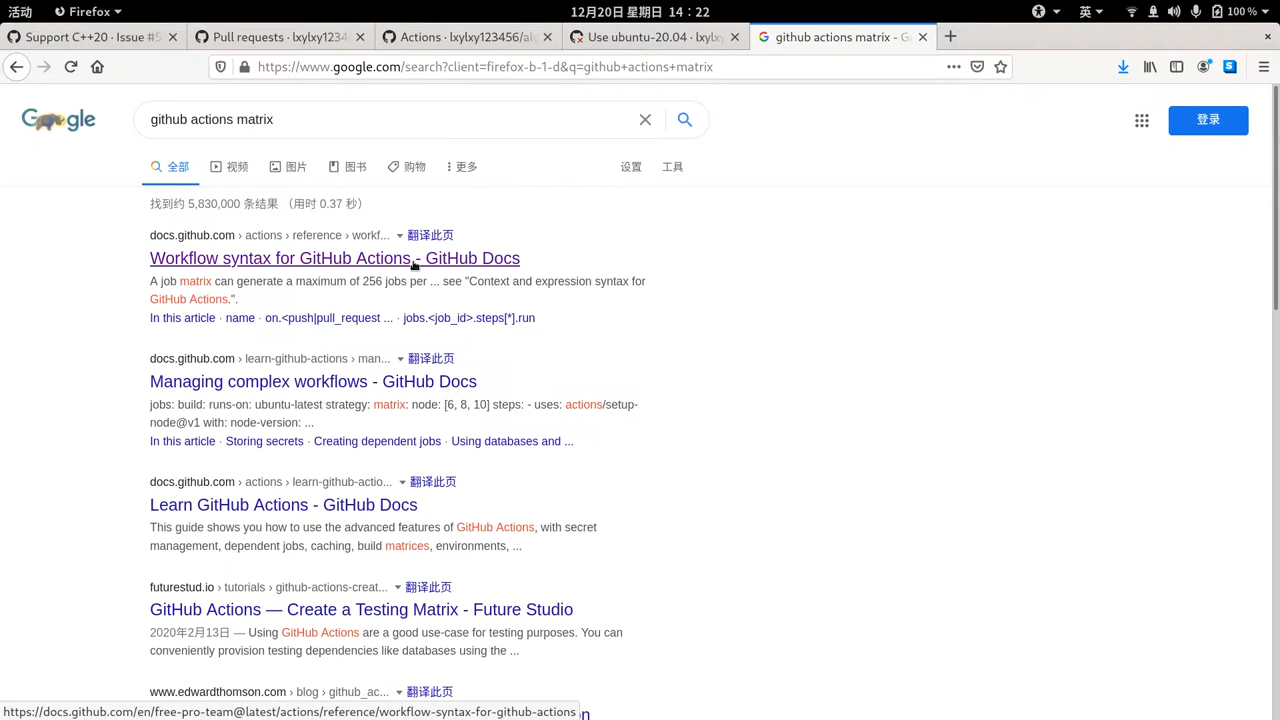 活动
Firefox
12月20日 星期日 14：22
英
100 %
Support C++20 · Issue #5
Pull requests · lxylxy1234
Actions · lxylxy123456/al
Use ubuntu-20.04 · lxylxy
github actions matrix - G
https://www.google.com/search?client=firefox-b-1-d&q=github+actions+matrix
Google
github actions matrix
登录
全部
视频
图片
图书
购物
更多
设置
工具
找到约 5,830,000 条结果 （用时 0.37 秒）
docs.github.com › actions › reference › workf... 翻译此页
Workflow syntax for GitHub Actions - GitHub Docs
A job matrix can generate a maximum of 256 jobs per ... see "Context and expression syntax for
GitHub Actions.".
In this article · name · on.<push|pull_request ... · jobs.<job_id>.steps[*].run
docs.github.com › learn-github-actions › man... 翻译此页
Managing complex workflows - GitHub Docs
jobs: build: runs-on: ubuntu-latest strategy: matrix: node: [6, 8, 10] steps: - uses: actions/setup-
node@v1 with: node-version: ...
In this article · Storing secrets · Creating dependent jobs · Using databases and ...
docs.github.com › actions › learn-github-actio... 翻译此页
Learn GitHub Actions - GitHub Docs
This guide shows you how to use the advanced features of GitHub Actions, with secret
management, dependent jobs, caching, build matrices, environments, ...
futurestud.io › tutorials › github-actions-creat... 翻译此页
GitHub Actions — Create a Testing Matrix - Future Studio
2020年2月13日 — Using GitHub Actions are a good use-case for testing purposes. You can
conveniently provision testing dependencies like databases using the ...
www.edwardthomson.com › blog › github_ac... 翻译此页
https://docs.github.com/en/free-pro-team@latest/actions/reference/workflow-syntax-for-github-actions